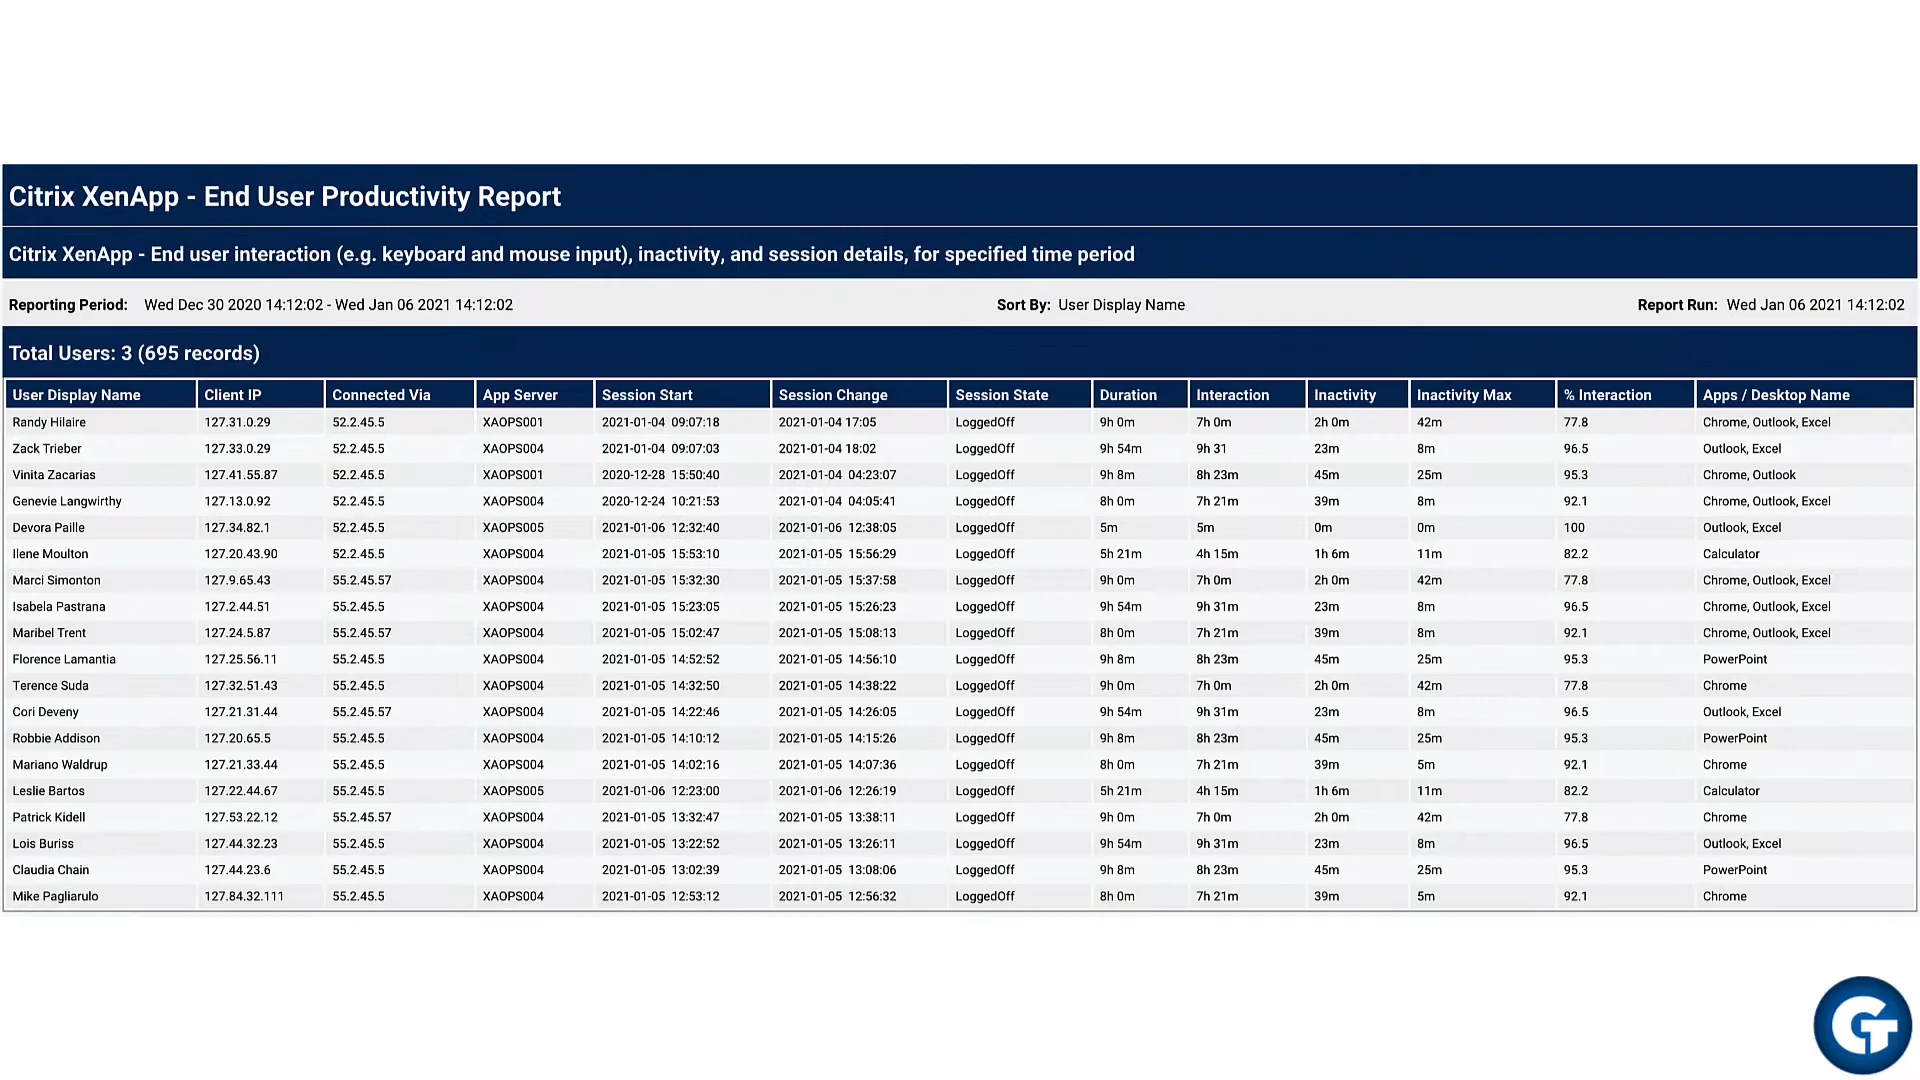 Citrix XenApp - End User Productivity Report
Citrix XenApp - End user interaction (e.g. keyboard and mouse input), inactivity, and session details, for specified time period
Reporting Period: Wed Dec 30 2020 14:12:02 - Wed Jan 06 2021 14:12:02 Sort By: User Display Name Report Run: Wed Jan 06 2021 14:12:02
Total Users: 3 (695 records)
User Display Name Client IP Connected Via App Server Session Start Session Change Session State Duration Interaction Inactivity Inactivity Max % Interaction Apps / Desktop Name
Randy Hilaire 127.31.0.29 52.2.45.5 XAOPS001 2021-01-04 09:07:18 2021-01-04 17:05 LoggedOff 9h 0m 7h 0m 2h 0m 42m 77.8 Chrome, Outlook, Excel
Zack Trieber 127.33.0.29 52.2.45.5 XAOPS004 2021-01-04 09:07:03 2021-01-04 18:02 LoggedOff 9h 54m 9h 31 23m 8m 96.5 Outlook, Excel
Vinita Zacarias 127.41.55.87 52.2.45.5 XAOPS001 2020-12-28 15:50:40 2021-01-04 04:23:07 LoggedOff 9h 8m 8h 23m 45m 25m 95.3 Chrome, Outlook
Genevie Langwirthy 127.13.0.92 52.2.45.5 XAOPS004 2020-12-24 10:21:53 2021-01-04 04:05:41 LoggedOff 8h 0m 7h 21m 39m 8m 92.1 Chrome, Outlook, Excel
Devora Paille 127.34.82.1 52.2.45.5 XAOPS005 2021-01-06 12:32:40 2021-01-06 12:38:05 LoggedOff 5m 5m 0m 0m 100 Outlook, Excel
Ilene Moulton 127.20.43.90 52.2.45.5 XAOPS004 2021-01-05 15:53:10 2021-01-05 15:56:29 LoggedOff 5h 21m 4h 15m 1h 6m 11m 82.2 Calculator
Marci Simonton 127.9.65.43 55.2.45.57 XAOPS004 2021-01-05 15:32:30 2021-01-05 15:37:58 LoggedOff 9h 0m 7h 0m 2h 0m 42m 77.8 Chrome, Outlook, Excel
Isabela Pastrana 127.2.44.51 55.2.45.5 XAOPS004 2021-01-05 15:23:05 2021-01-05 15:26:23 LoggedOff 9h 54m 9h 31m 23m 8m 96.5 Chrome, Outlook, Excel
Maribel Trent 127.24.5.87 55.2.45.57 XAOPS004 2021-01-05 15:02:47 2021-01-05 15:08:13 LoggedOff 8h 0m 7h 21m 39m 8m 92.1 Chrome, Outlook, Excel
Florence Lamantia 127.25.56.11 55.2.45.5 XAOPS004 2021-01-05 14:52:52 2021-01-05 14:56:10 LoggedOff 9h 8m 8h 23m 45m 25m 95.3 PowerPoint
Terence Suda 127.32.51.43 55.2.45.5 XAOPS004 2021-01-05 14:32:50 2021-01-05 14:38:22 LoggedOff 9h 0m 7h 0m 2h 0m 42m 77.8 Chrome
Cori Deveny 127.21.31.44 55.2.45.57 XAOPS004 2021-01-05 14:22:46 2021-01-05 14:26:05 LoggedOff 9h 54m 9h 31m 23m 8m 96.5 Outlook, Excel
Robbie Addison 127.20.65.5 55.2.45.5 XAOPS004 2021-01-05 14:10:12 2021-01-05 14:15:26 LoggedOff 9h 8m 8h 23m 45m 25m 95.3 PowerPoint
Mariano Waldrup 127.21.33.44 55.2.45.5 XAOPS004 2021-01-05 14:02:16 2021-01-05 14:07:36 LoggedOff 8h 0m 7h 21m 39m 5m 92.1 Chrome
Leslie Bartos 127.22.44.67 55.2.45.5 XAOPS005 2021-01-06 12:23:00 2021-01-06 12:26:19 LoggedOff 5h 21m 4h 15m 1h 6m 11m 82.2 Calculator
Patrick Kidell 127.53.22.12 55.2.45.57 XAOPS004 2021-01-05 13:32:47 2021-01-05 13:38:11 LoggedOff 9h 0m 7h 0m 2h 0m 42m 77.8 Chrome
Lois Buriss 127.44.32.23 55.2.45.5 XAOPS004 2021-01-05 13:22:52 2021-01-05 13:26:11 LoggedOff 9h 54m 9h 31m 23m 8m 96.5 Outlook, Excel
Claudia Chain 127.44.23.6 55.2.45.5 XAOPS004 2021-01-05 13:02:39 2021-01-05 13:08:06 LoggedOff 9h 8m 8h 23m 45m 25m 95.3 PowerPoint
Mike Pagliarulo 127.84.32.111 55.2.45.5 XAOPS004 2021-01-05 12:53:12 2021-01-05 12:56:32 LoggedOff 8h 0m 7h 21m 39m 5m 92.1 Chrome
GT